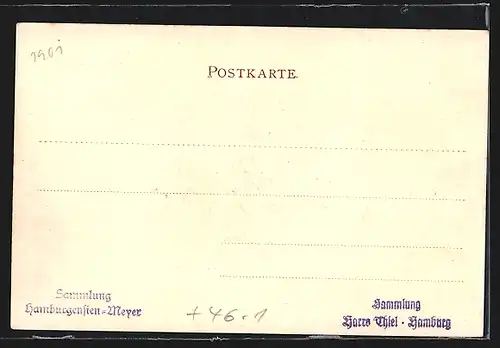 1901
POSTKARTE.
Sammlung
Hamburgensien-Meyer
+46.1
Sammlung
Harro Thiel · Hamburg